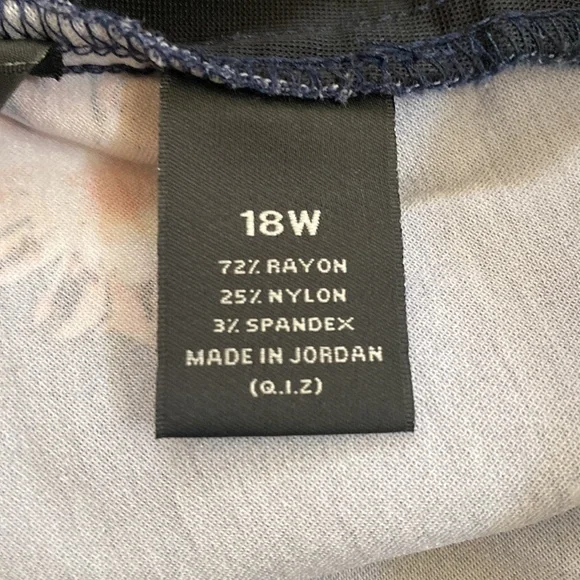 18W
72% RAYON
25% NYLON
3% SPANDEX
MADE IN JORDAN
(Q.I.Z)